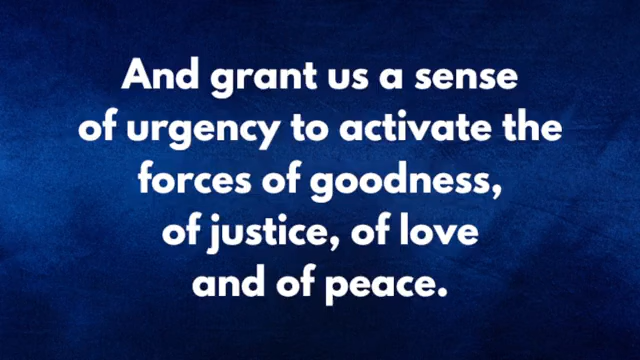 And grant us a sense
of urgency to activate the
forces of goodness,
of justice, of love
and of peace.